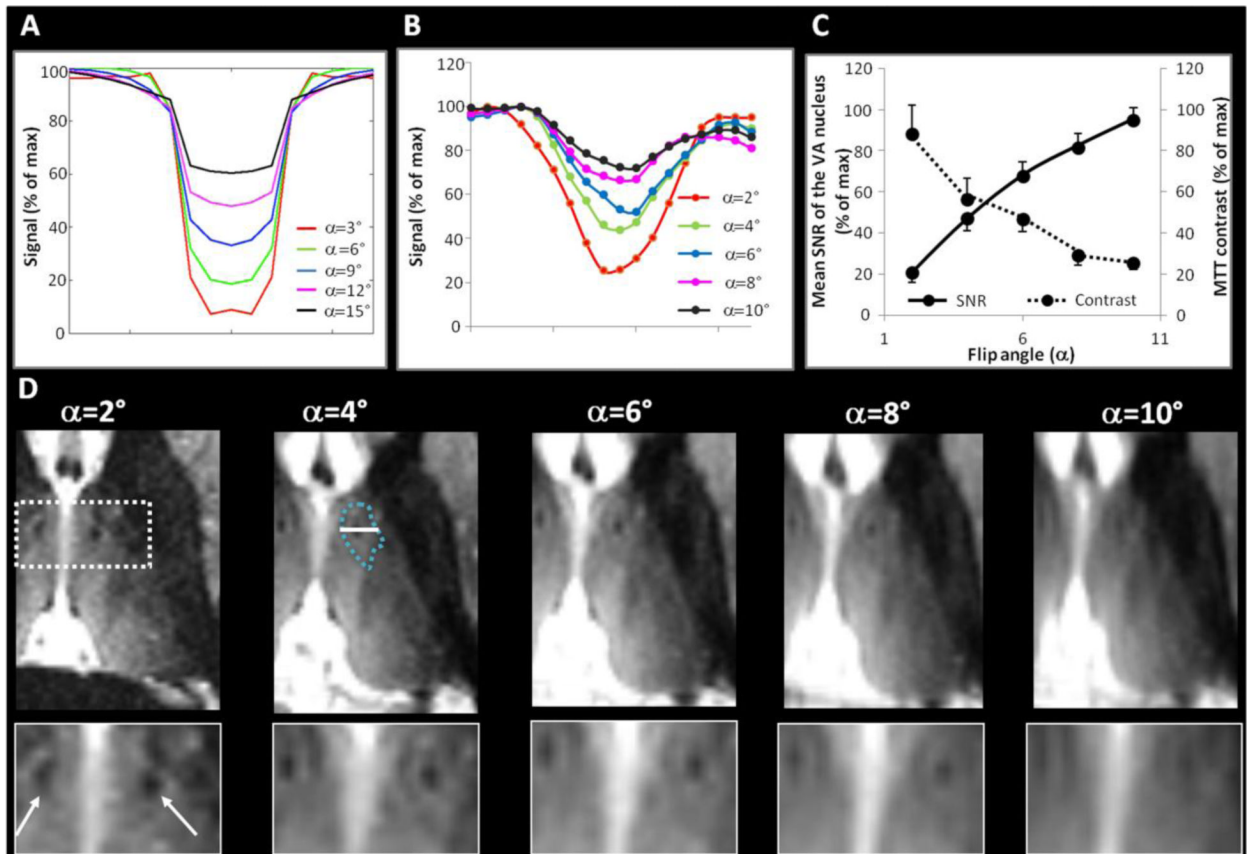 A
Signal (% of max)
100
80
60
40
20
0
α=3°
α=6°
α=9°
α=12°
α=15°
B
Signal (% of max)
120
100
80
60
40
20
0
α=2°
α=4°
α=6°
α=8°
α=10°
C
Mean SNR of the VA nucleus
(% of max)
120
100
80
60
40
20
0
120
100
80
60
40
20
0
MTT contrast (% of max)
SNR
Contrast
1
6
11
Flip angle (α)
D
α=2°
α=4°
α=6°
α=8°
α=10°